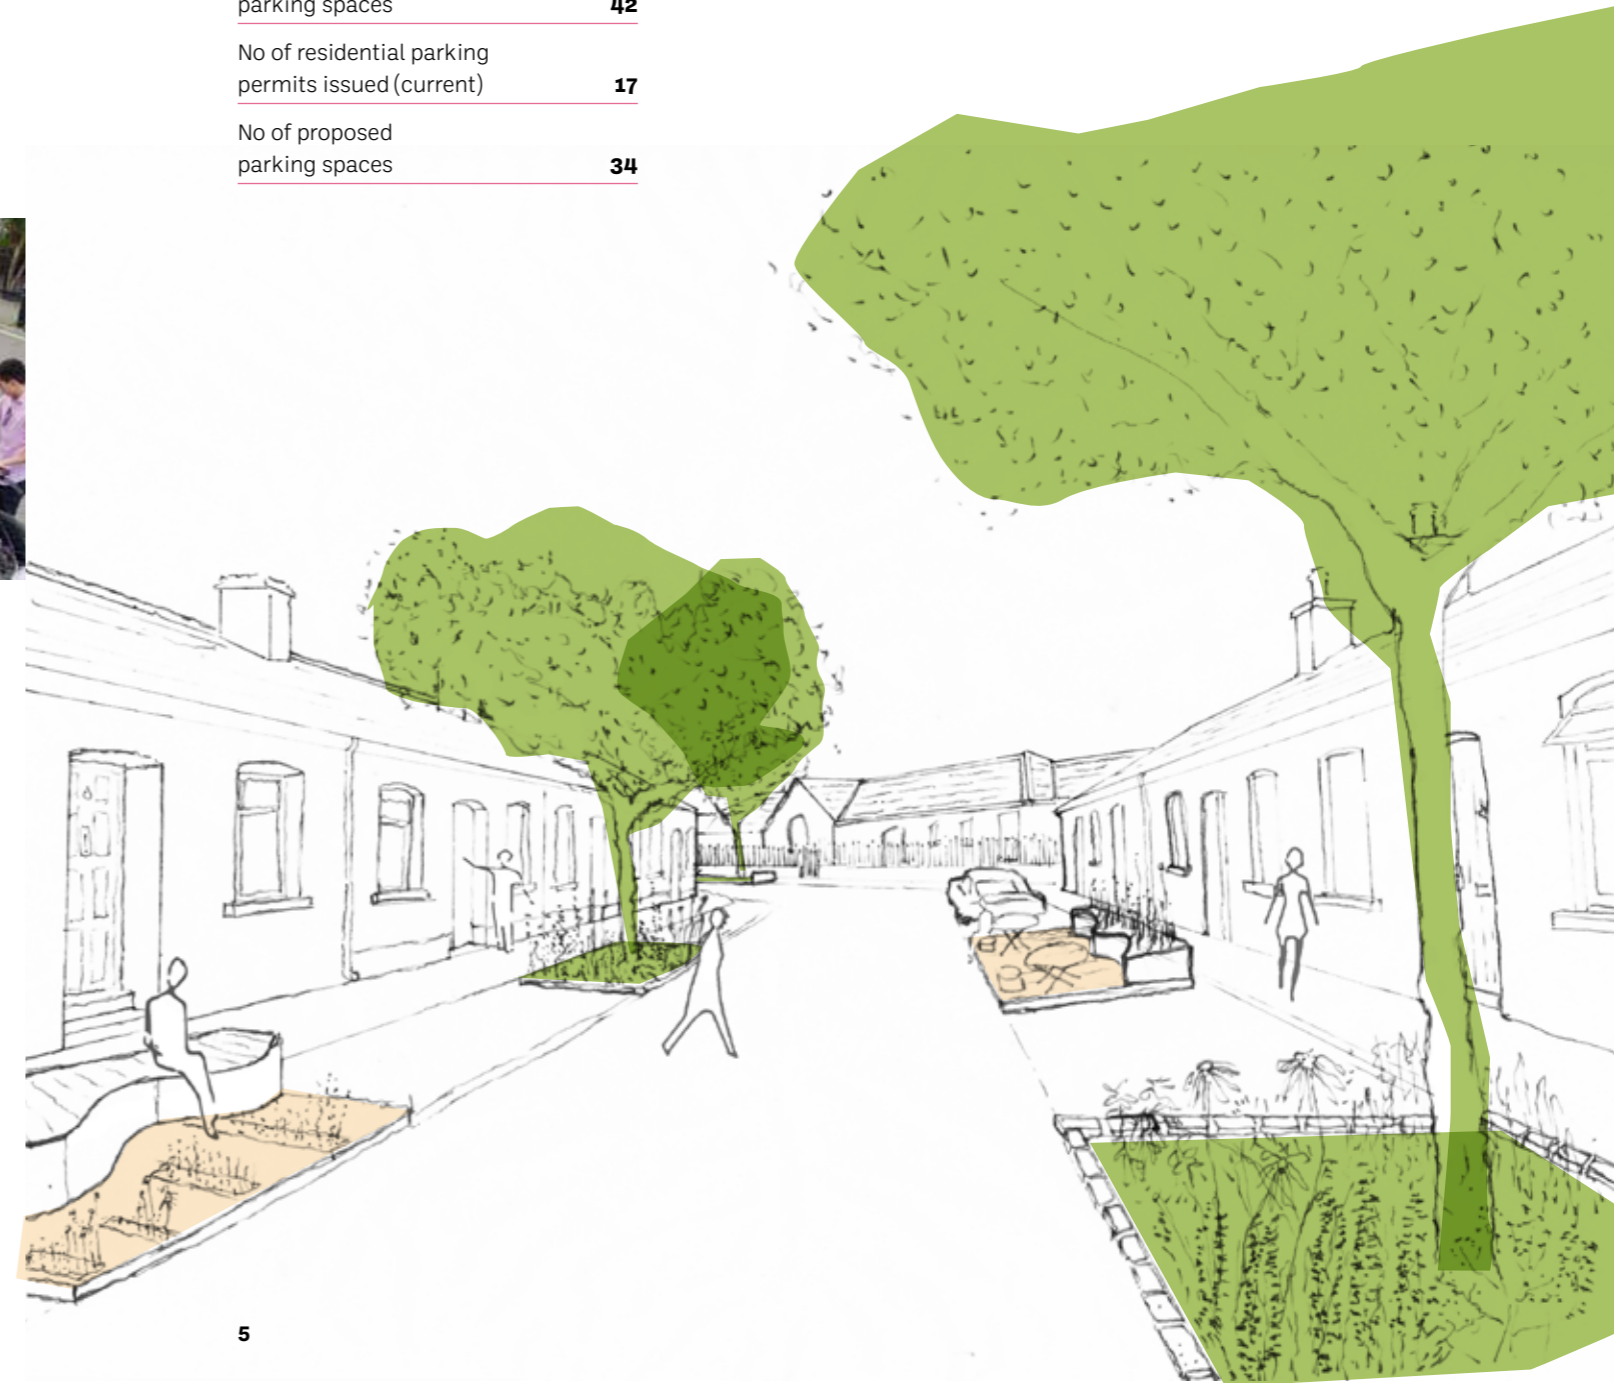 parking spaces 42
No of residential parking
permits issued (current) 17
No of proposed
parking spaces 34
5